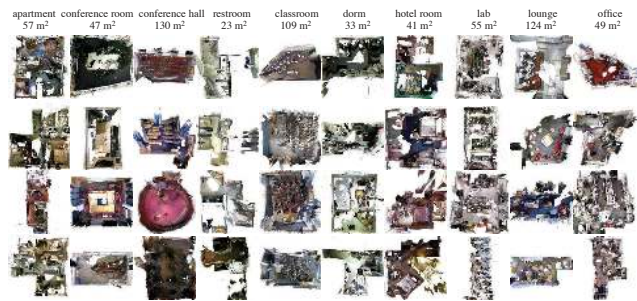 apartment conference room conference hall restroom classroom dorm hotel room lab lounge office
57 m² 47 m² 130 m² 23 m² 109 m² 33 m² 41 m² 55 m² 124 m² 49 m²